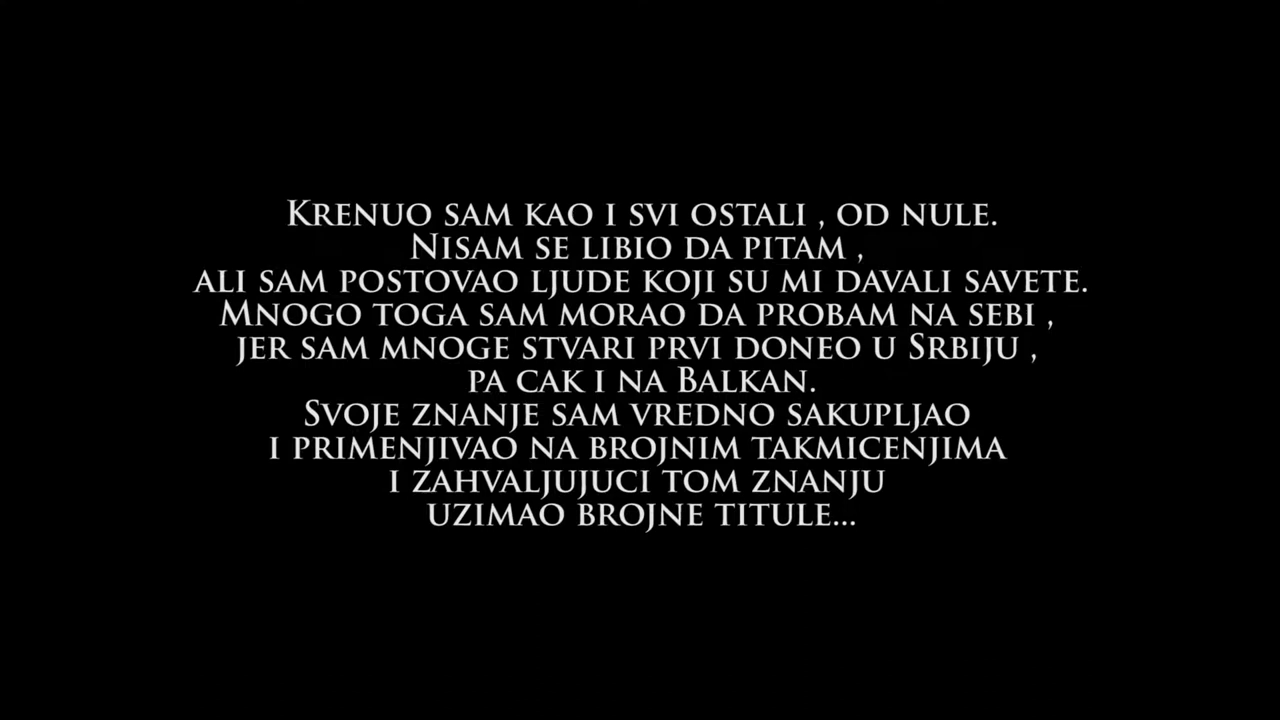 Krenuo sam kao i svi ostali , od nule.
Nisam se libio da pitam ,
ali sam postovao ljude koji su mi davali savete.
Mnogo toga sam morao da probam na sebi ,
jer sam mnoge stvari prvi doneo u Srbiju ,
pa cak i na Balkan.
Svoje znanje sam vredno sakupljao
i primenjivao na brojnim takmicenjima
i zahvaljujuci tom znanju
uzimao brojne titule...